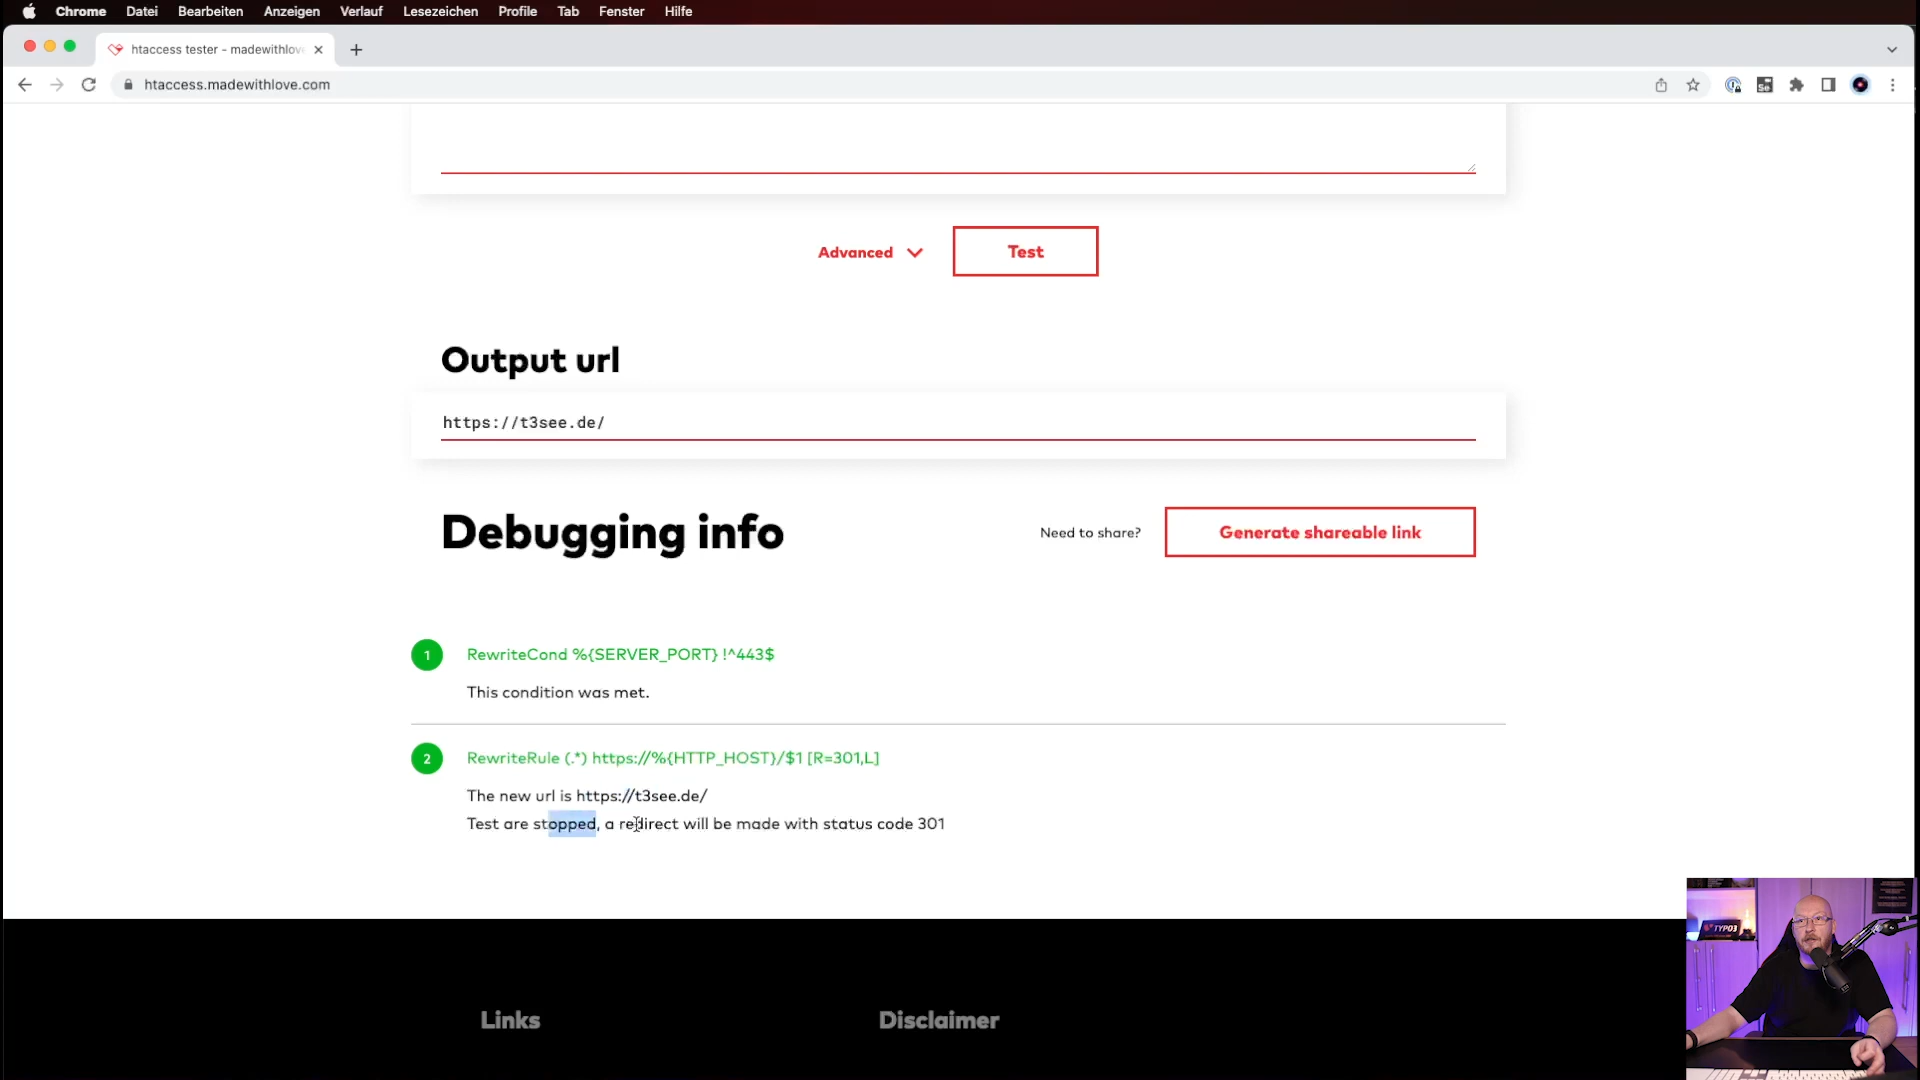 Chrome Datei Bearbeiten Anzeigen Verlauf Lesezeichen Profile Tab Fenster Hilfe
htaccess tester - madewithlov
htaccess.madewithlove.com
Advanced
Test
Output url
https://t3see.de/
Debugging info
Need to share?
Generate shareable link
1
RewriteCond %{SERVER_PORT} !^443$
This condition was met.
2
RewriteRule (.*) https://%{HTTP_HOST}/$1 [R=301,L]
The new url is https://t3see.de/
Test are stopped, a redirect will be made with status code 301
TYPO3
Links
Disclaimer